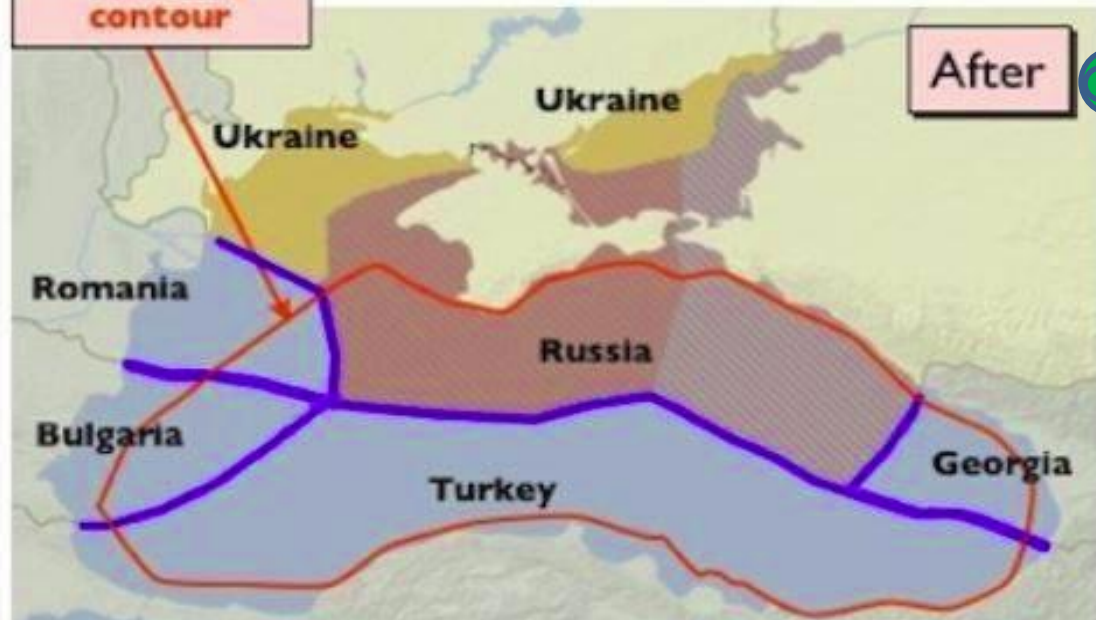 contour
After
Ukraine
Ukraine
Romania
Russia
Bulgaria
Georgia
Turkey